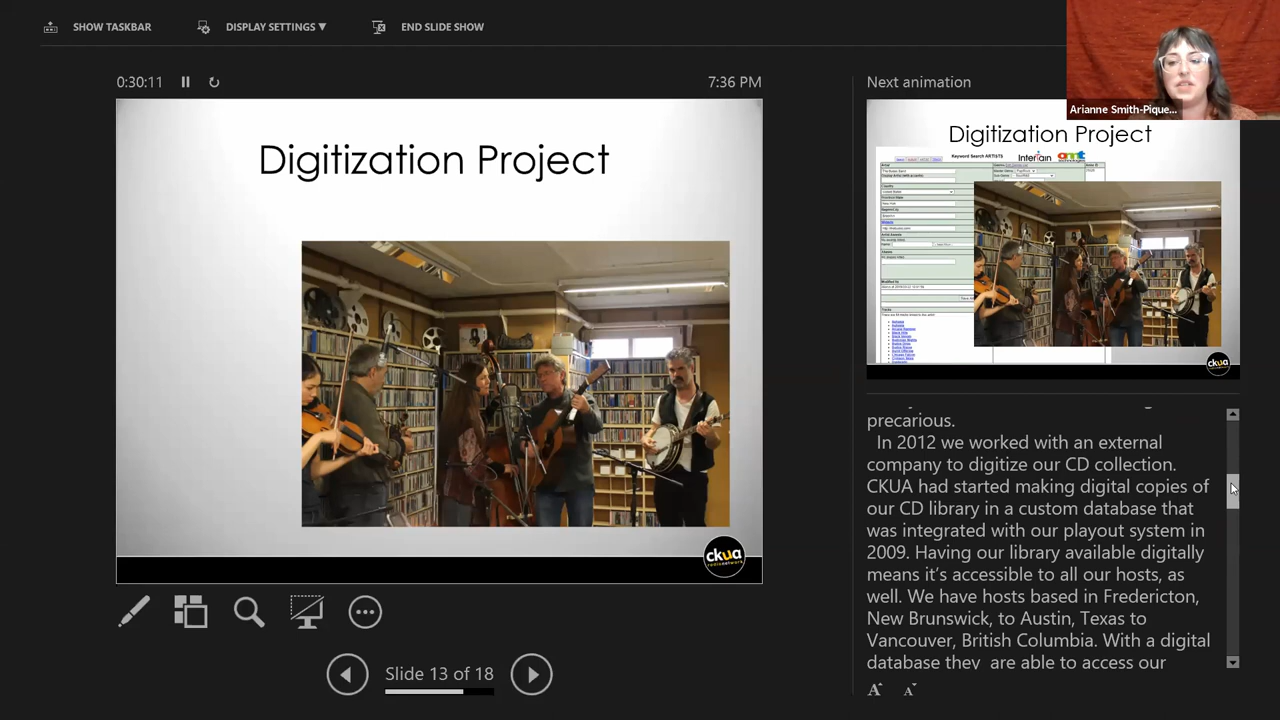 SHOW TASKBAR
DISPLAY SETTINGS ▼
END SLIDE SHOW
0:30:11
7:36 PM
Digitization Project
ckua
radionetwork
Slide 13 of 18
Arianne Smith-Pique...
Next animation
Digitization Project
Keyword Search ARTISTS
ckua
precarious.
In 2012 we worked with an external
company to digitize our CD collection.
CKUA had started making digital copies of
our CD library in a custom database that
was integrated with our playout system in
2009. Having our library available digitally
means it's accessible to all our hosts, as
well. We have hosts based in Fredericton,
New Brunswick, to Austin, Texas to
Vancouver, British Columbia. With a digital
database they are able to access our
A A